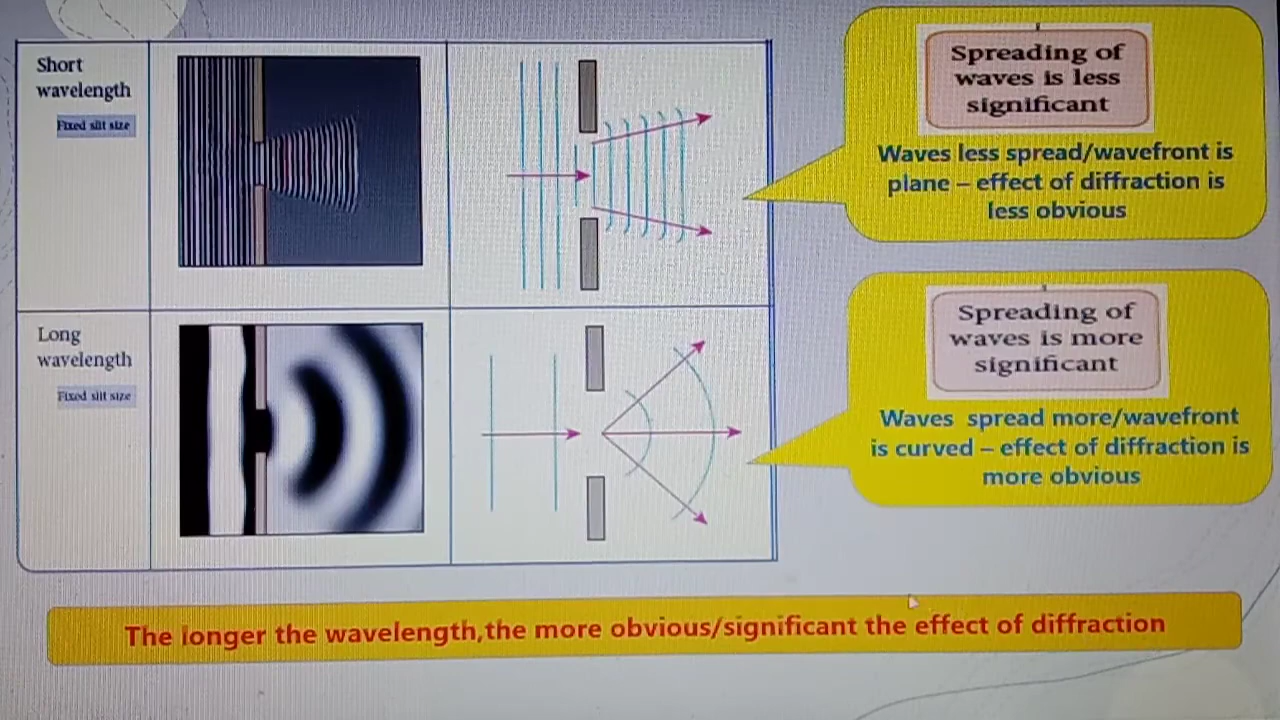 Short
wavelength
Fixed slit size
Spreading of
waves is less
significant
Waves less spread/wavefront is
plane – effect of diffraction is
less obvious
Long
wavelength
Fixed slit size
Spreading of
waves is more
significant
Waves  spread more/wavefront
is curved – effect of diffraction is
more obvious
The longer the wavelength,the more obvious/significant the effect of diffraction